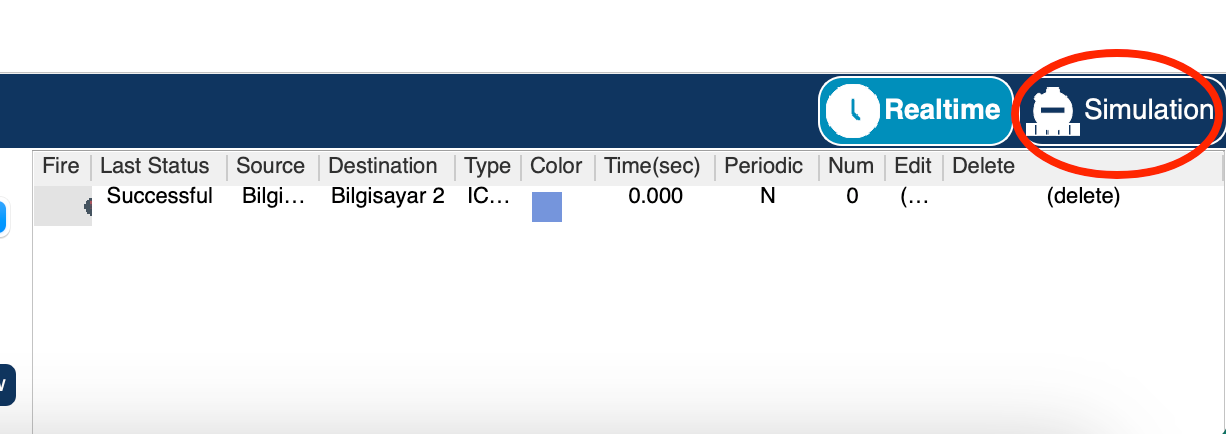 Realtime Simulation
Fire Last Status Source Destination Type Color Time(sec) Periodic Num Edit Delete
Successful Bilgi... Bilgisayar 2 IC... 0.000 N 0 (... (delete)